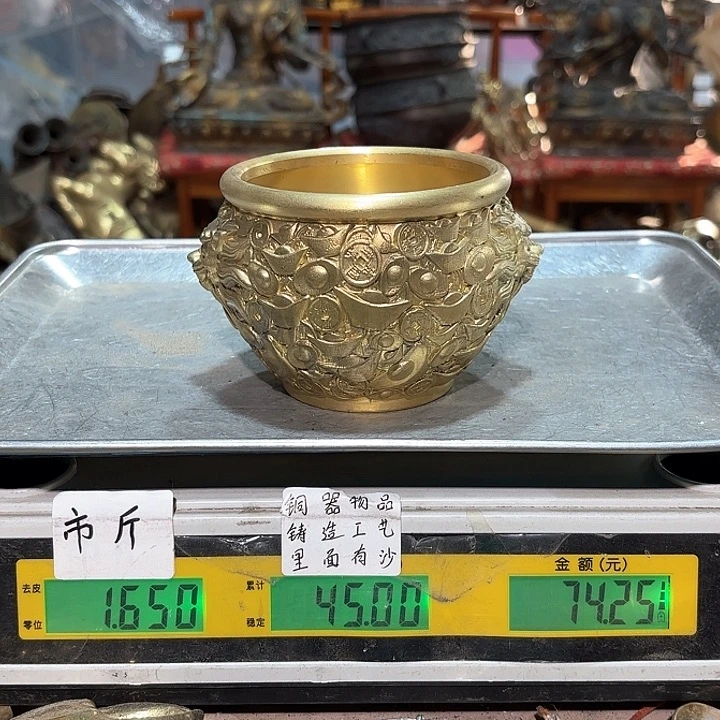 市斤
铜器物品
铸造工艺
里面有沙
金额(元)
去皮
零位
1.650
累计
稳定
45.00
74.25